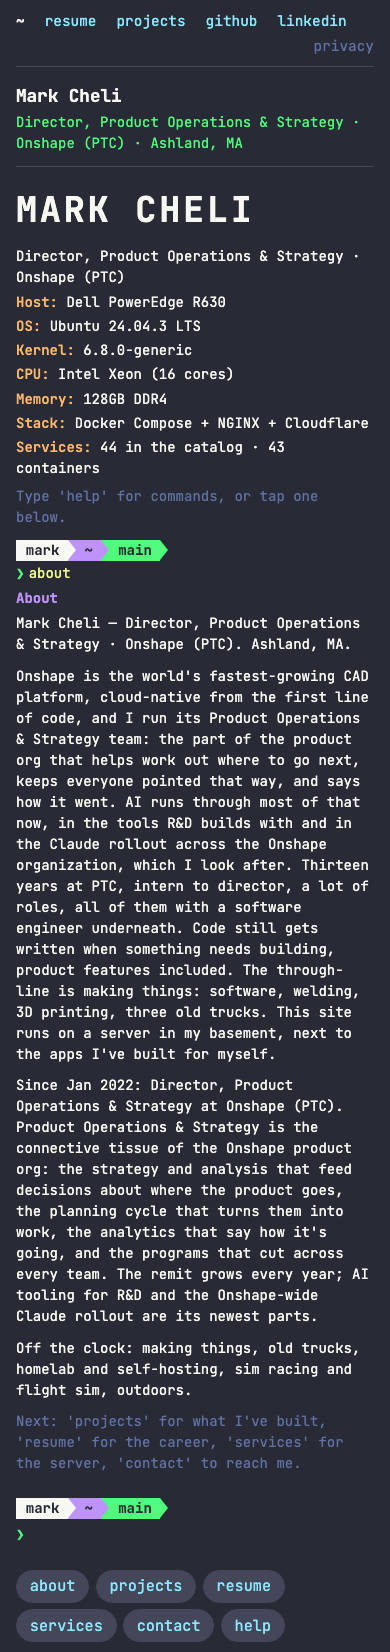 ~ resume projects github linkedin
privacy
Mark Cheli
Director, Product Operations & Strategy ·
Onshape (PTC) · Ashland, MA
MARK CHELI
Director, Product Operations & Strategy ·
Onshape (PTC)
Host: Dell PowerEdge R630
OS: Ubuntu 24.04.3 LTS
Kernel: 6.8.0-generic
CPU: Intel Xeon (16 cores)
Memory: 128GB DDR4
Stack: Docker Compose + NGINX + Cloudflare
Services: 44 in the catalog · 43
containers
Type 'help' for commands, or tap one
below.
mark ~ main
❯ about
About
Mark Cheli — Director, Product Operations
& Strategy · Onshape (PTC). Ashland, MA.
Onshape is the world's fastest-growing CAD
platform, cloud-native from the first line
of code, and I run its Product Operations
& Strategy team: the part of the product
org that helps work out where to go next,
keeps everyone pointed that way, and says
how it went. AI runs through most of that
now, in the tools R&D builds with and in
the Claude rollout across the Onshape
organization, which I look after. Thirteen
years at PTC, intern to director, a lot of
roles, all of them with a software
engineer underneath. Code still gets
written when something needs building,
product features included. The through-
line is making things: software, welding,
3D printing, three old trucks. This site
runs on a server in my basement, next to
the apps I've built for myself.
Since Jan 2022: Director, Product
Operations & Strategy at Onshape (PTC).
Product Operations & Strategy is the
connective tissue of the Onshape product
org: the strategy and analysis that feed
decisions about where the product goes,
the planning cycle that turns them into
work, the analytics that say how it's
going, and the programs that cut across
every team. The remit grows every year; AI
tooling for R&D and the Onshape-wide
Claude rollout are its newest parts.
Off the clock: making things, old trucks,
homelab and self-hosting, sim racing and
flight sim, outdoors.
Next: 'projects' for what I've built,
'resume' for the career, 'services' for
the server, 'contact' to reach me.
mark ~ main
❯
about projects resume
services contact help